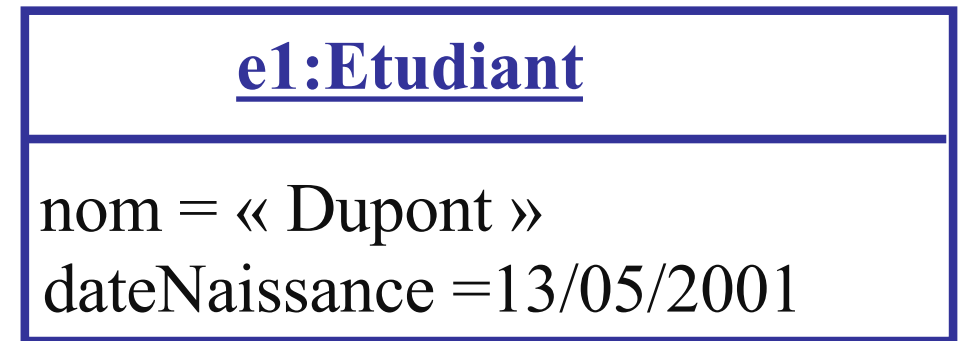 e1:Etudiant
nom = « Dupont »
dateNaissance =13/05/2001